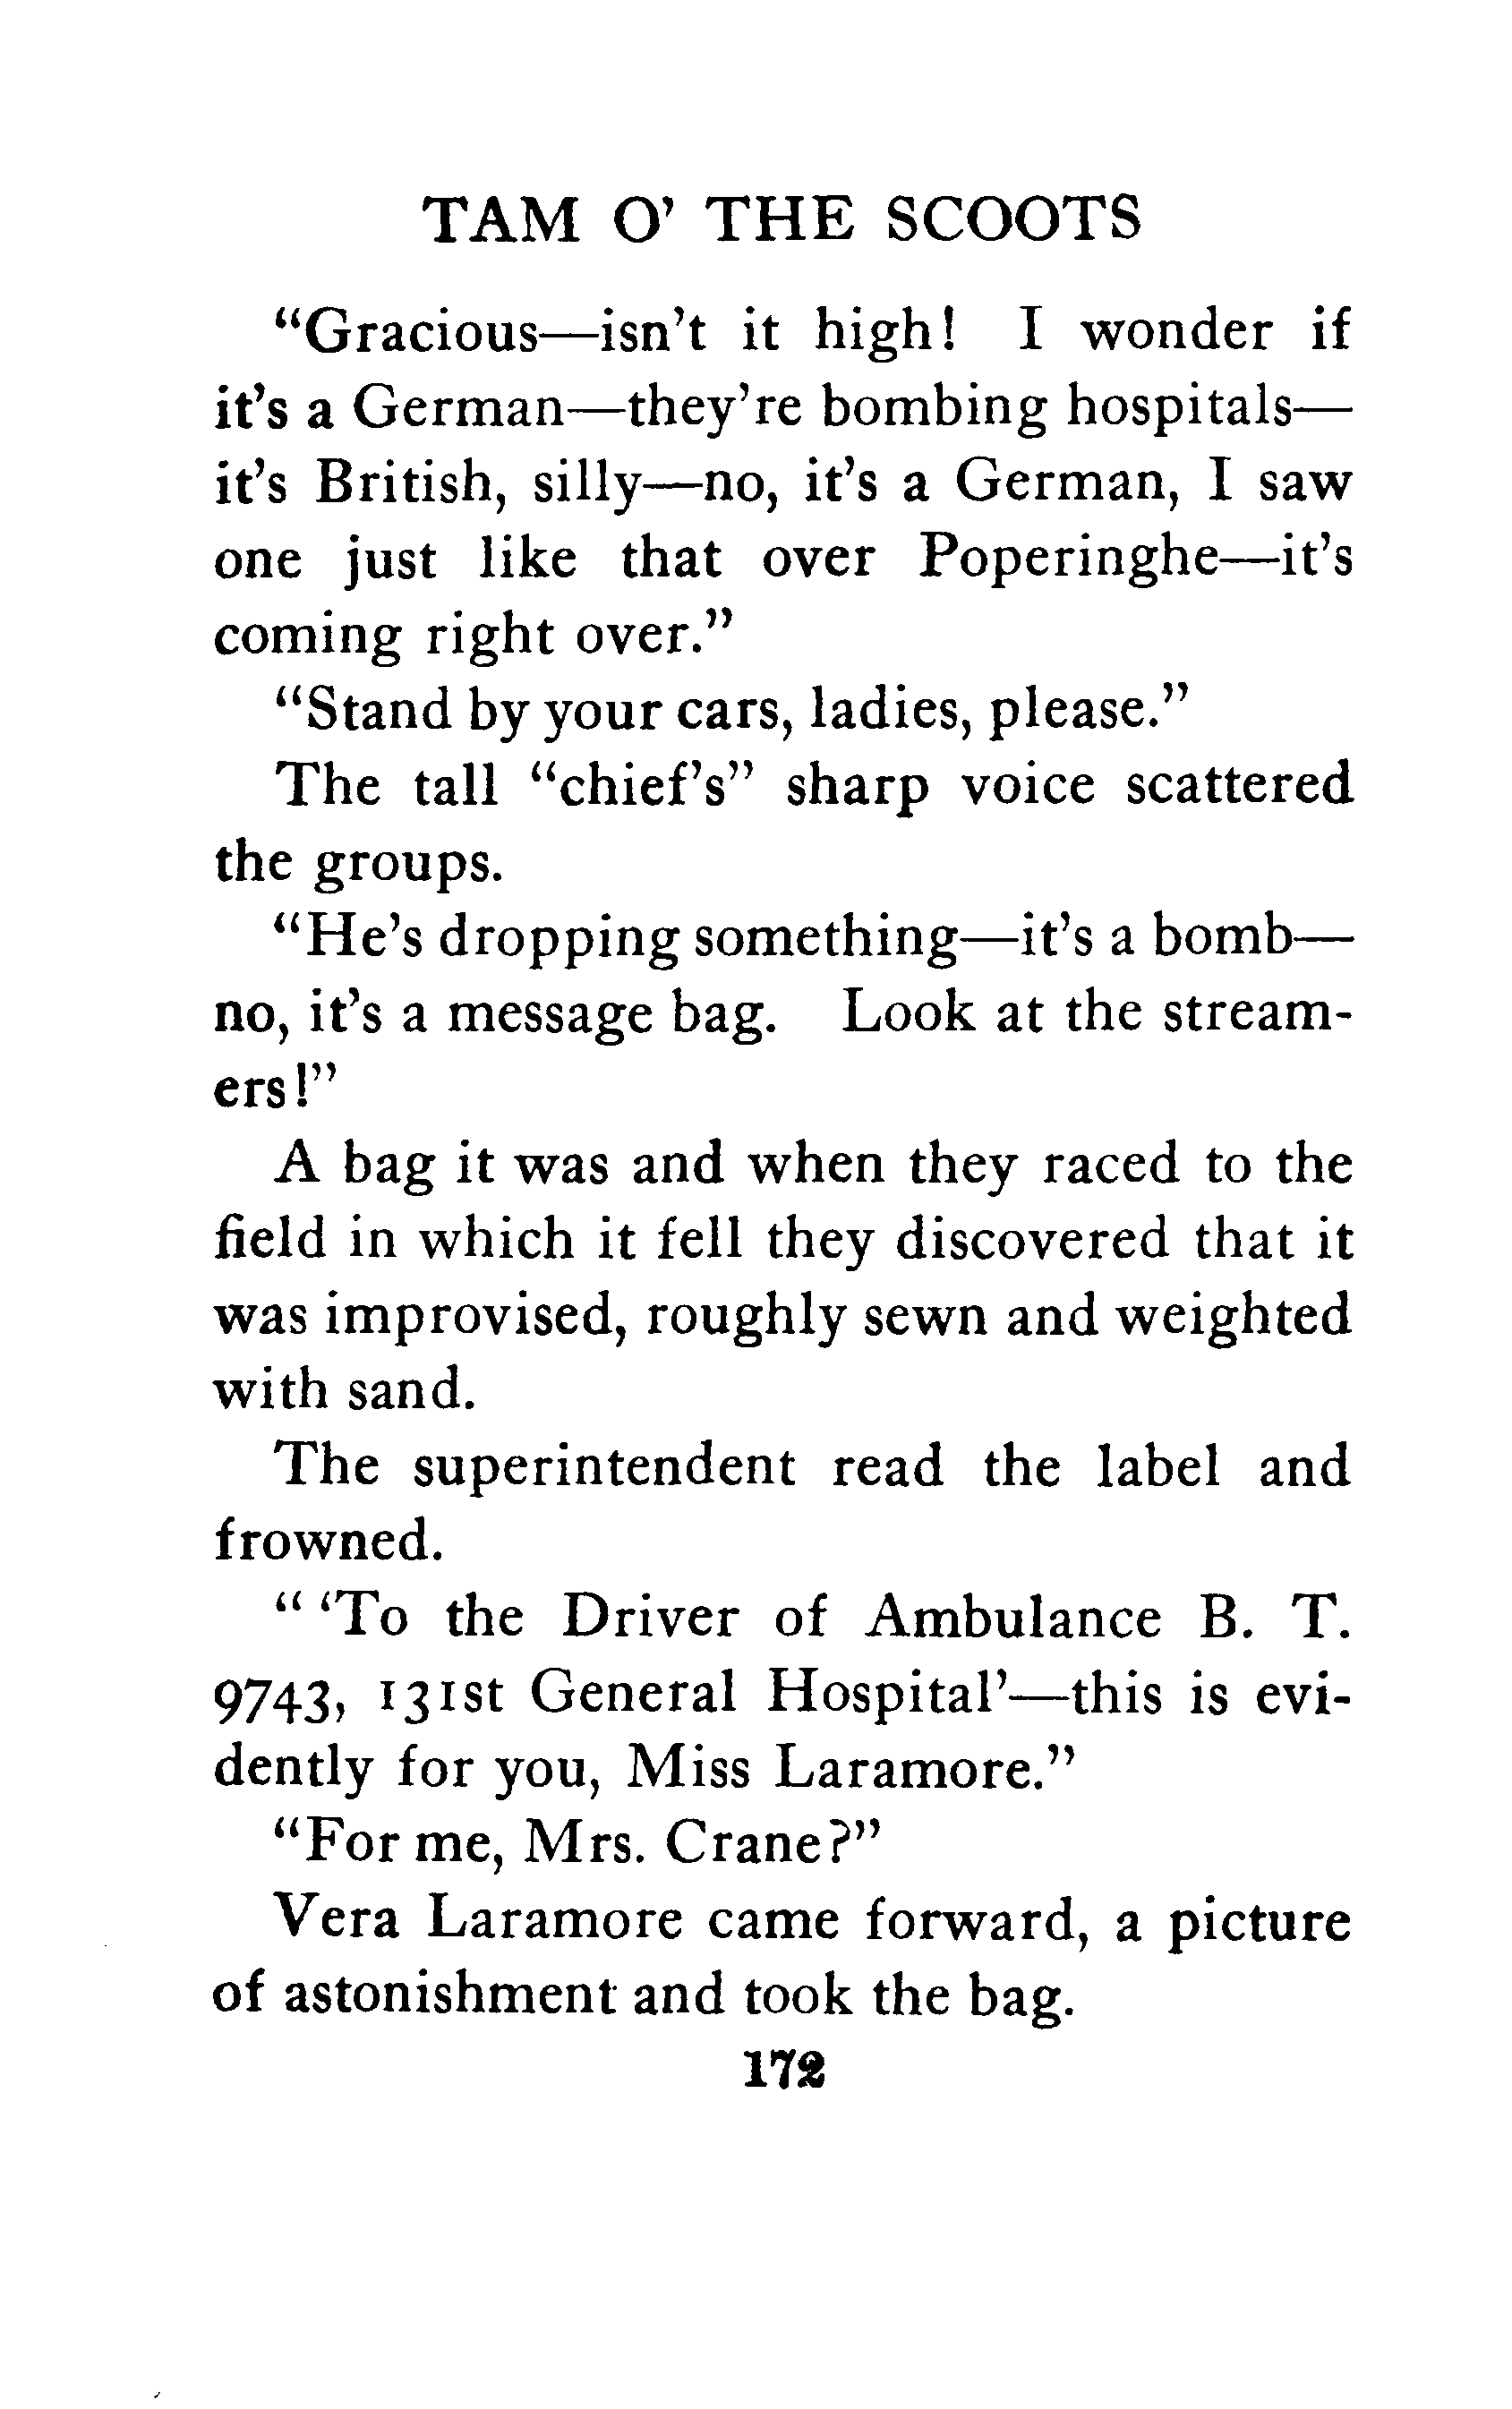 TAM O' THE SCOOTS
“Gracious—isn’t it high! I wonder if
it’s a German—they’re bombing hospitals—
it’s British, silly—no, it’s a German, I saw
one just like that over Poperinghe—it’s
coming right over.”
“Stand by your cars, ladies, please.”
The tall “chief’s” sharp voice scattered
the groups.
“He’s dropping something—it’s a bomb—
no, it’s a message bag. Look at the stream-
ers!”
A bag it was and when they raced to the
field in which it fell they discovered that it
was improvised, roughly sewn and weighted
with sand.
The superintendent read the label and
frowned.
“ ‘To the Driver of Ambulance B. T.
9743, 131st General Hospital’—this is evi-
dently for you, Miss Laramore.”
“For me, Mrs. Crane?”
Vera Laramore came forward, a picture
of astonishment and took the bag.
172